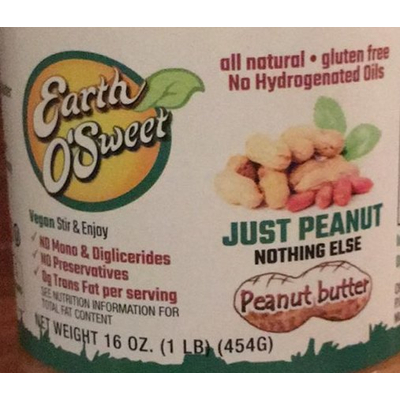 Earth
O'Sweet
all natural • gluten free
No Hydrogenated Oils
Vegan Stir & Enjoy
✓ NO Mono & Diglicerides
✓ NO Preservatives
✓ 0g Trans Fat per serving
SEE NUTRITION INFORMATION FOR
TOTAL FAT CONTENT
NET WEIGHT 16 OZ. (1 LB) (454G)
JUST PEANUT
NOTHING ELSE
Peanut butter